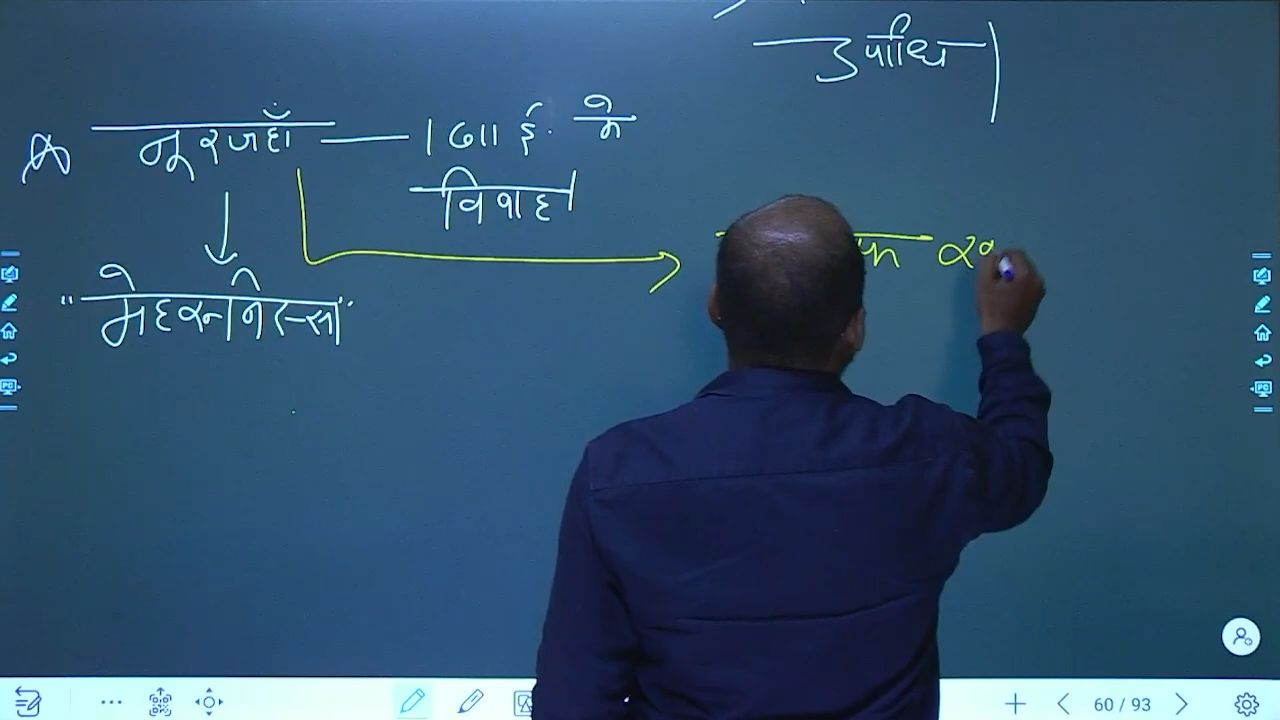 उपाधि
नूरजहाँ — 1611 ई. में
विवाह
"मेहरुन्निस्सा"
60 / 93